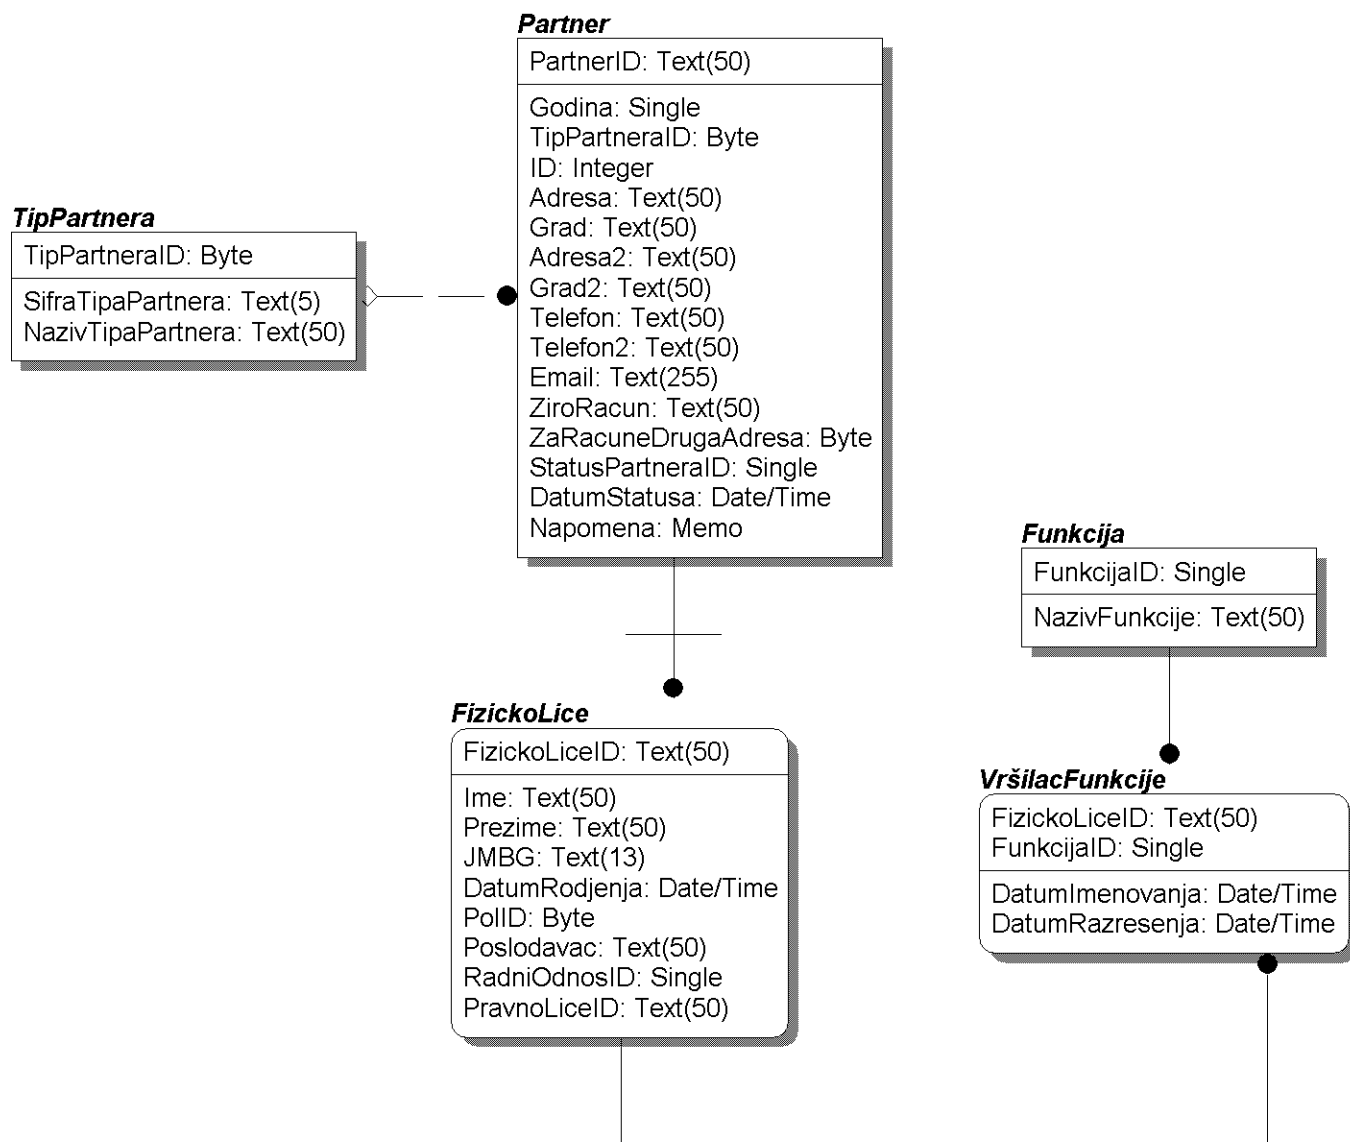 Partner
PartnerID: Text(50)
Godina: Single
TipPartneraID: Byte
ID: Integer
Adresa: Text(50)
Grad: Text(50)
Adresa2: Text(50)
Grad2: Text(50)
Telefon: Text(50)
Telefon2: Text(50)
Email: Text(255)
ZiroRacun: Text(50)
ZaRacuneDrugaAdresa: Byte
StatusPartneraID: Single
DatumStatusa: Date/Time
Napomena: Memo
TipPartnera
TipPartneraID: Byte
SifraTipaPartnera: Text(5)
NazivTipaPartnera: Text(50)
Funkcija
FunkcijaID: Single
NazivFunkcije: Text(50)
FizickoLice
FizickoLiceID: Text(50)
Ime: Text(50)
Prezime: Text(50)
JMBG: Text(13)
DatumRodjenja: Date/Time
PolID: Byte
Poslodavac: Text(50)
RadniOdnosID: Single
PravnoLiceID: Text(50)
VršilacFunkcije
FizickoLiceID: Text(50)
FunkcijaID: Single
DatumImenovanja: Date/Time
DatumRazresenja: Date/Time